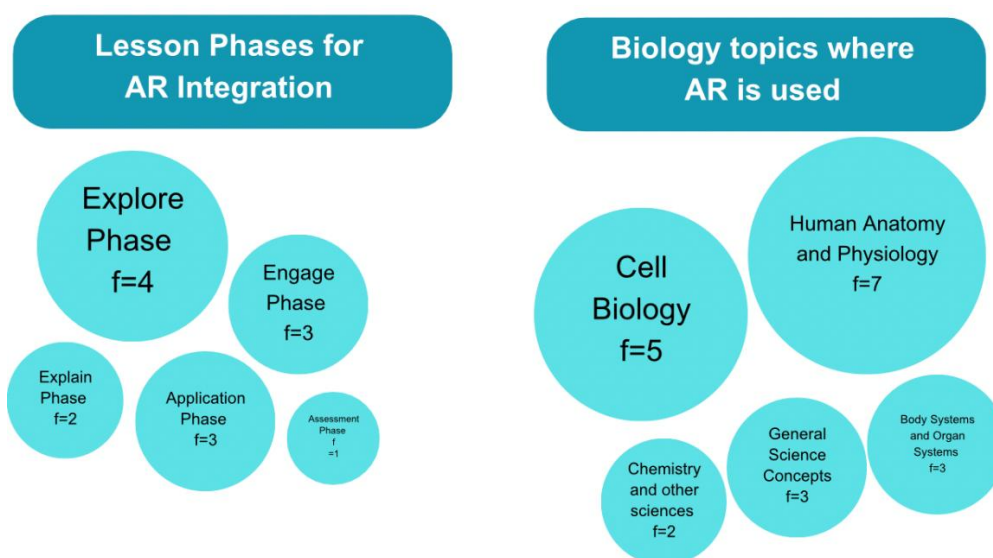 Lesson Phases for
AR Integration
Explore
Phase
f=4
Engage
Phase
f=3
Explain
Phase
f=2
Application
Phase
f=3
Assessment
Phase
f
=1
Biology topics where
AR is used
Human Anatomy
and Physiology
f=7
Cell
Biology
f=5
Body Systems
and Organ
Systems
f=3
General
Science
Concepts
f=3
Chemistry
and other
sciences
f=2